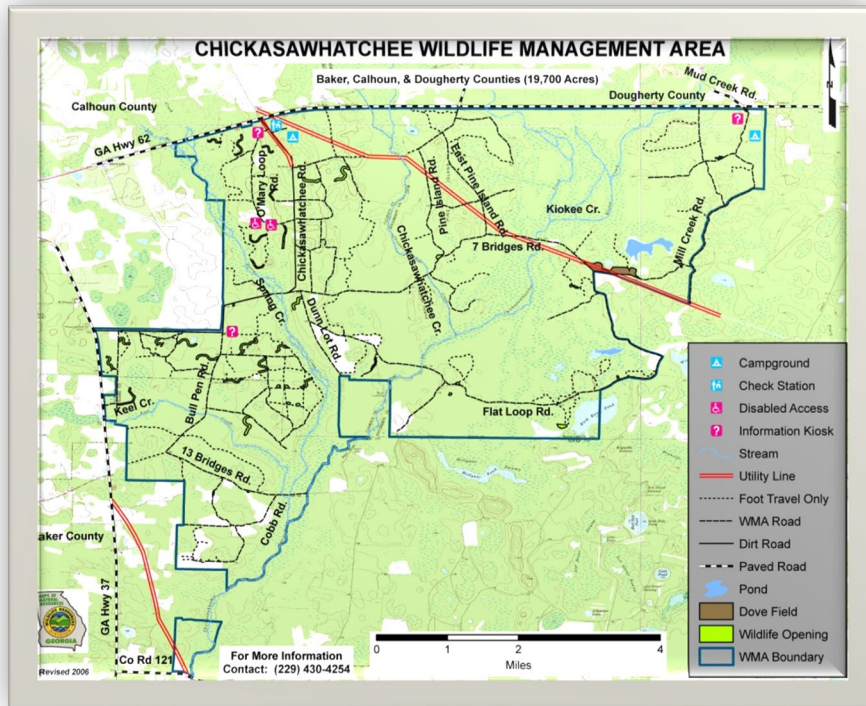 CHICKASAWHATCHEE WILDLIFE MANAGEMENT AREA
Baker, Calhoun, & Dougherty Counties (19,700 Acres)
Mud Creek Rd.
Dougherty County
Calhoun County
N
GA Hwy 62
O'Mary Loop
Rd.
Chickasawhatchee Rd.
Pine Island Rd.
East Pine Island Rd.
Kiokee Cr.
7 Bridges Rd.
Mill Creek Rd.
Chickasawhatchee Cr.
Spring Cr.
Dunn Lot Rd.
Bull Pen Rd.
Keel Cr.
Flat Loop Rd.
13 Bridges Rd.
Cobb Rd.
aker County
GA Hwy 37
Co Rd 121
Campground
Check Station
Disabled Access
Information Kiosk
Stream
Utility Line
Foot Travel Only
WMA Road
Dirt Road
Paved Road
Pond
Dove Field
Wildlife Opening
WMA Boundary
GEORGIA
Revised 2006
For More Information
Contact: (229) 430-4254
0 1 2 4
Miles